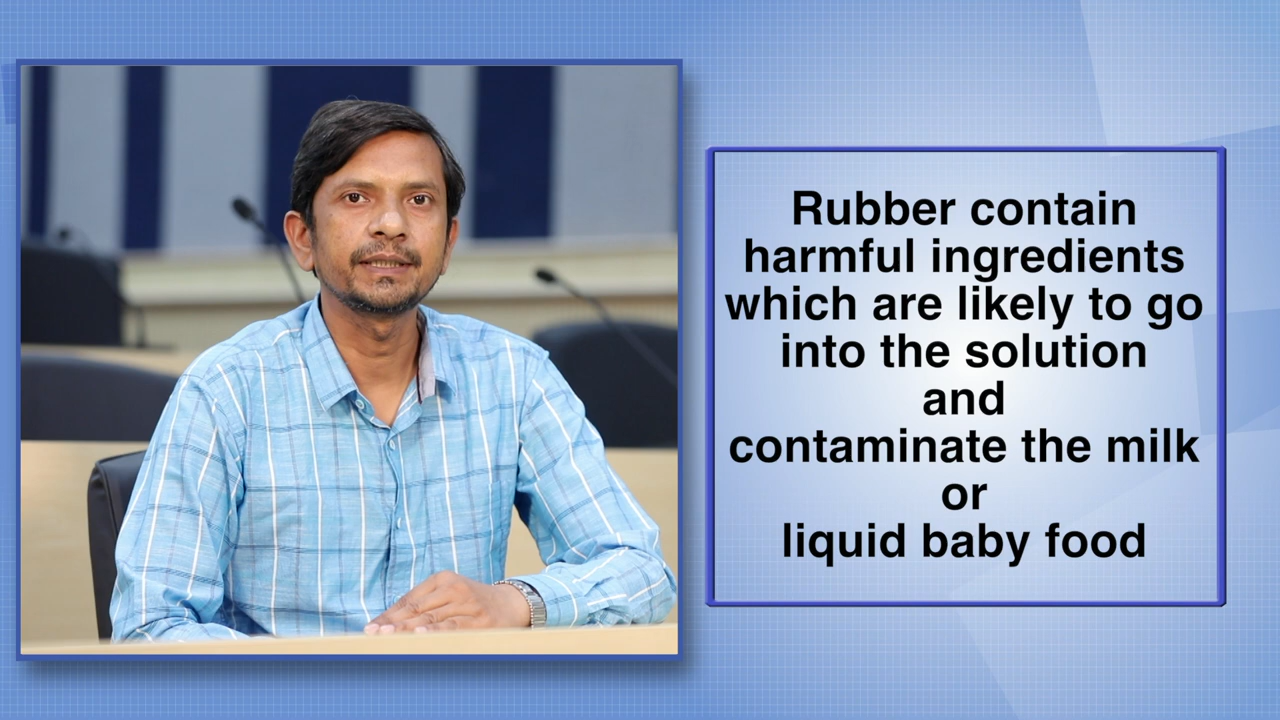 Rubber contain
harmful ingredients
which are likely to go
into the solution
and
contaminate the milk
or
liquid baby food